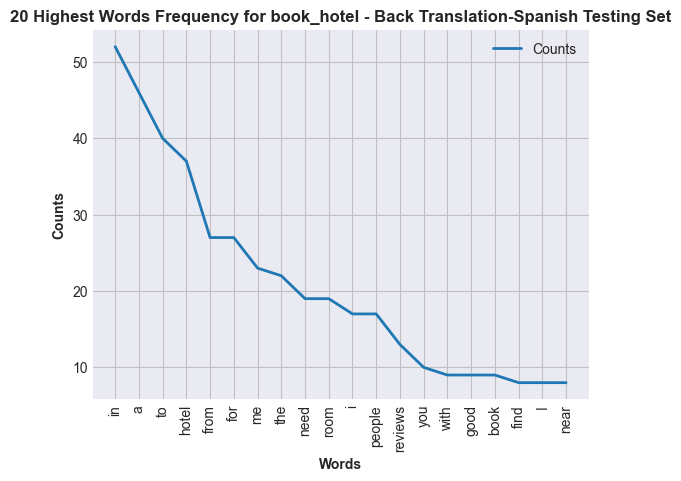 20 Highest Words Frequency for book_hotel - Back Translation-Spanish Testing Set
Counts
50
40
30
20
10
Counts
in
a
to
hotel
from
for
me
the
need
room
i
people
reviews
you
with
good
book
find
I
near
Words